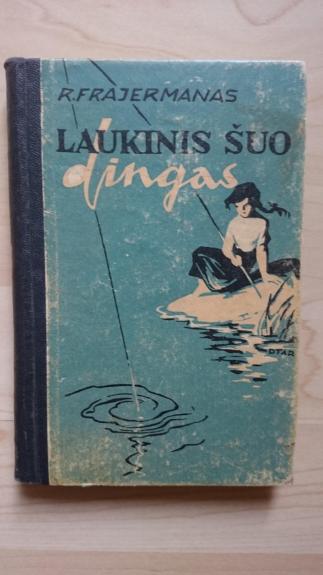 R. FRAJERMANAS
LAUKINIS ŠUO
dingas